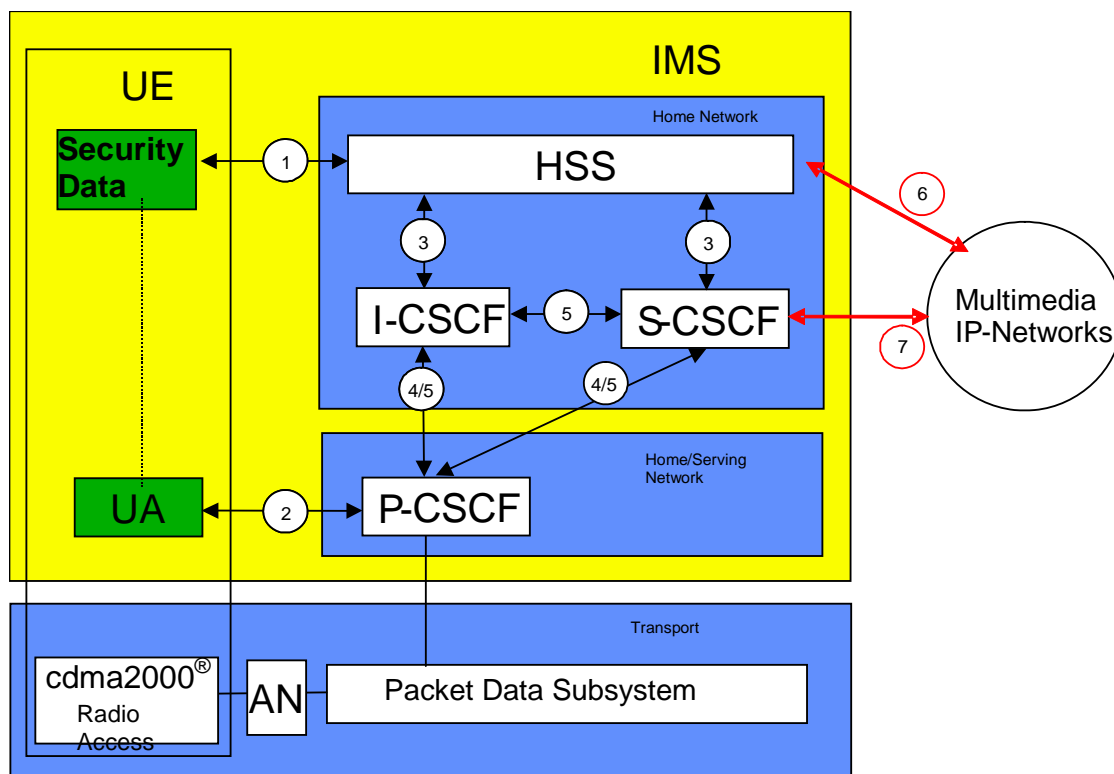 IMS
UE
Home Network
Security
Data
1
HSS
6
3
3
Multimedia
IP-Networks
I-CSCF
5
S-CSCF
7
4/5
4/5
Home/Serving
Network
UA
2
P-CSCF
Transport
cdma2000®
Radio
Access
AN
Packet Data Subsystem